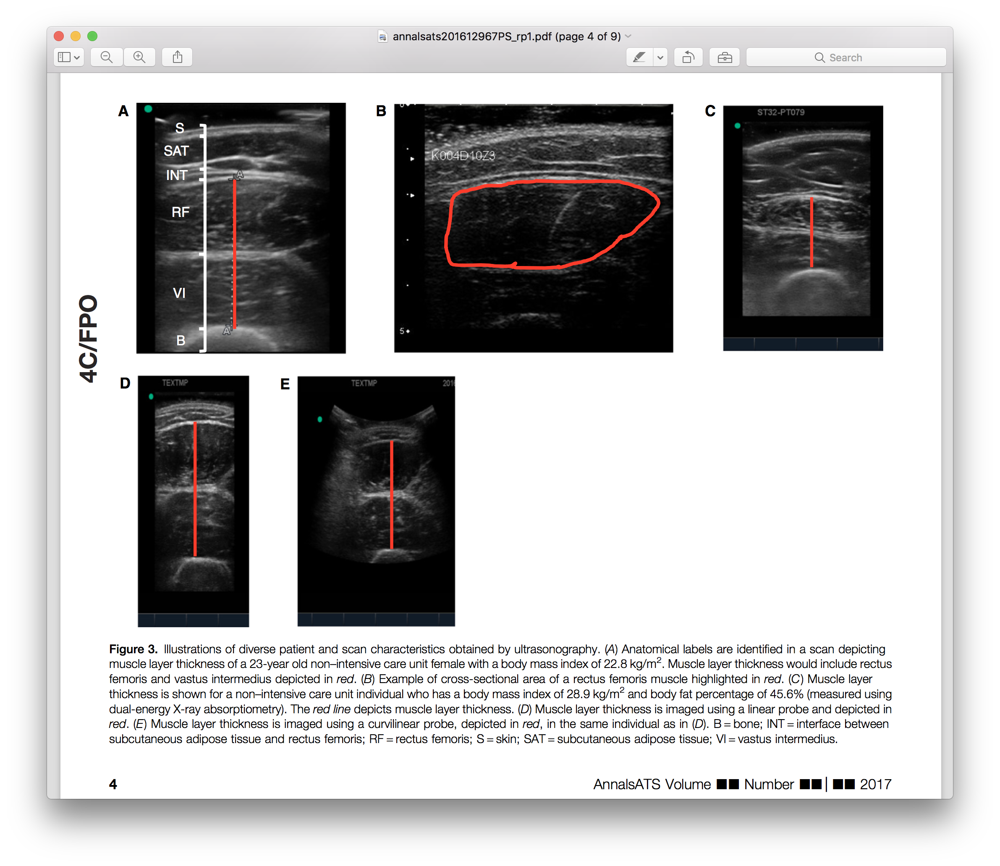 annalsats201612967PS_rp1.pdf (page 4 of 9)
Search
A
S
SAT
INT
A
RF
VI
A
B
B
0
K004D10Z3
5
C
ST32-PT079
4C/FPO
D
TEXTMP
E
TEXTMP
201
Figure 3. Illustrations of diverse patient and scan characteristics obtained by ultrasonography. (A) Anatomical labels are identified in a scan depicting
muscle layer thickness of a 23-year old non–intensive care unit female with a body mass index of 22.8 kg/m². Muscle layer thickness would include rectus
femoris and vastus intermedius depicted in red. (B) Example of cross-sectional area of a rectus femoris muscle highlighted in red. (C) Muscle layer
thickness is shown for a non–intensive care unit individual who has a body mass index of 28.9 kg/m² and body fat percentage of 45.6% (measured using
dual-energy X-ray absorptiometry). The red line depicts muscle layer thickness. (D) Muscle layer thickness is imaged using a linear probe and depicted in
red. (E) Muscle layer thickness is imaged using a curvilinear probe, depicted in red, in the same individual as in (D). B = bone; INT = interface between
subcutaneous adipose tissue and rectus femoris; RF = rectus femoris; S = skin; SAT = subcutaneous adipose tissue; VI = vastus intermedius.
4
AnnalsATS Volume ■■ Number ■■| ■■ 2017